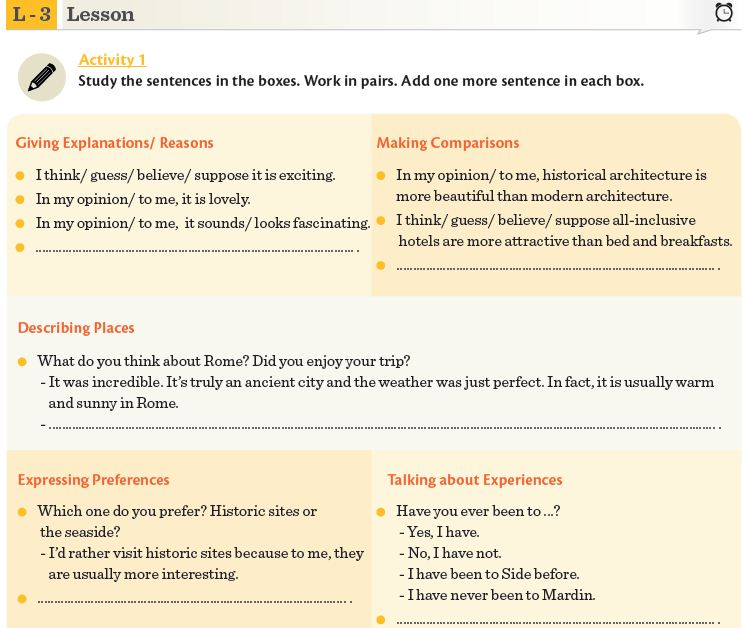 L - 3 Lesson
Activity 1
Study the sentences in the boxes. Work in pairs. Add one more sentence in each box.
Giving Explanations/ Reasons
I think/ guess/ believe/ suppose it is exciting.
In my opinion/ to me, it is lovely.
In my opinion/ to me, it sounds/ looks fascinating.
Making Comparisons
In my opinion/ to me, historical architecture is
more beautiful than modern architecture.
I think/ guess/ believe/ suppose all-inclusive
hotels are more attractive than bed and breakfasts.
Describing Places
What do you think about Rome? Did you enjoy your trip?
- It was incredible. It's truly an ancient city and the weather was just perfect. In fact, it is usually warm
and sunny in Rome.
Expressing Preferences
Which one do you prefer? Historic sites or
the seaside?
- I'd rather visit historic sites because to me, they
are usually more interesting.
Talking about Experiences
Have you ever been to ...?
- Yes, I have.
- No, I have not.
- I have been to Side before.
- I have never been to Mardin.